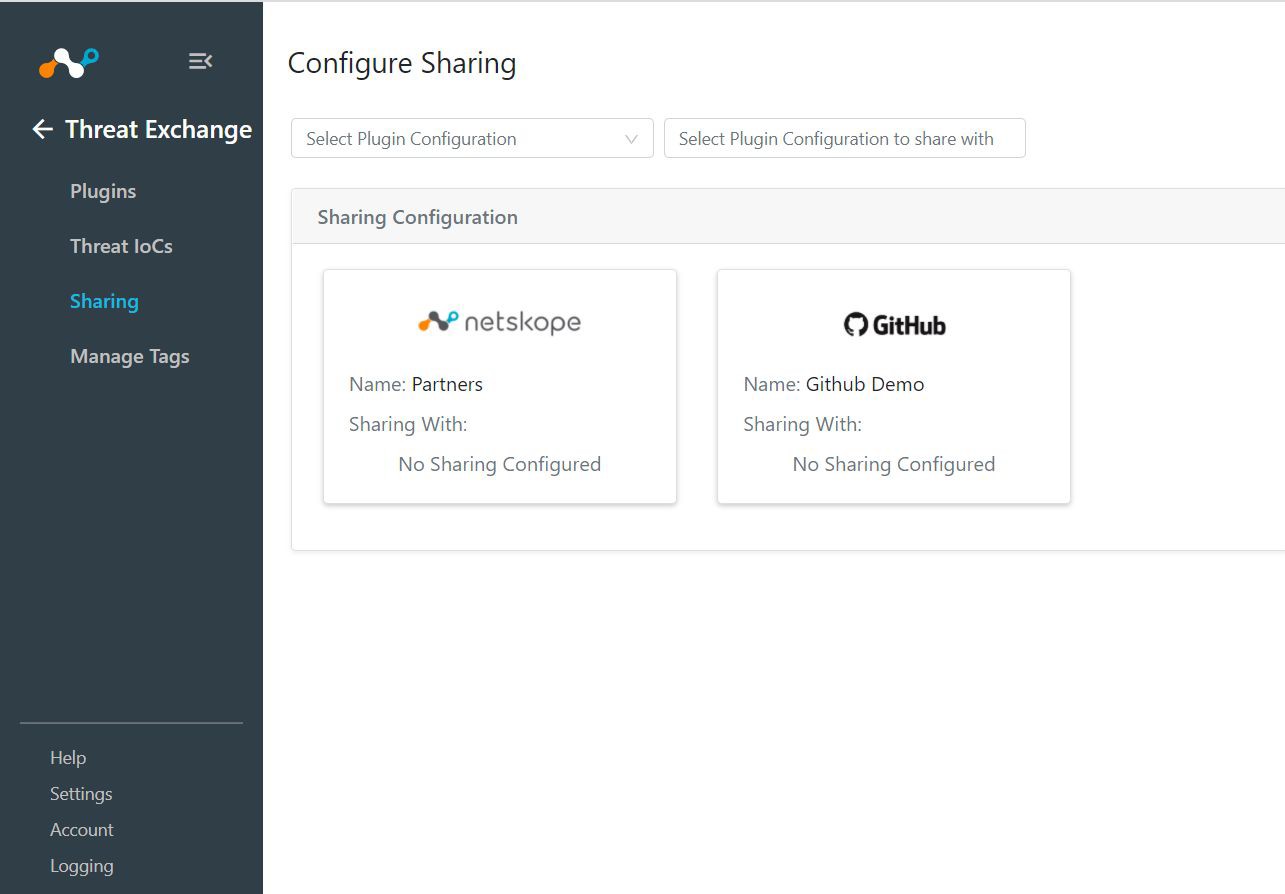 Threat Exchange
Plugins
Threat IoCs
Sharing
Manage Tags
Help
Settings
Account
Logging
Configure Sharing
Select Plugin Configuration
Select Plugin Configuration to share with
Sharing Configuration
netskope
Name: Partners
Sharing With:
No Sharing Configured
GitHub
Name: Github Demo
Sharing With:
No Sharing Configured